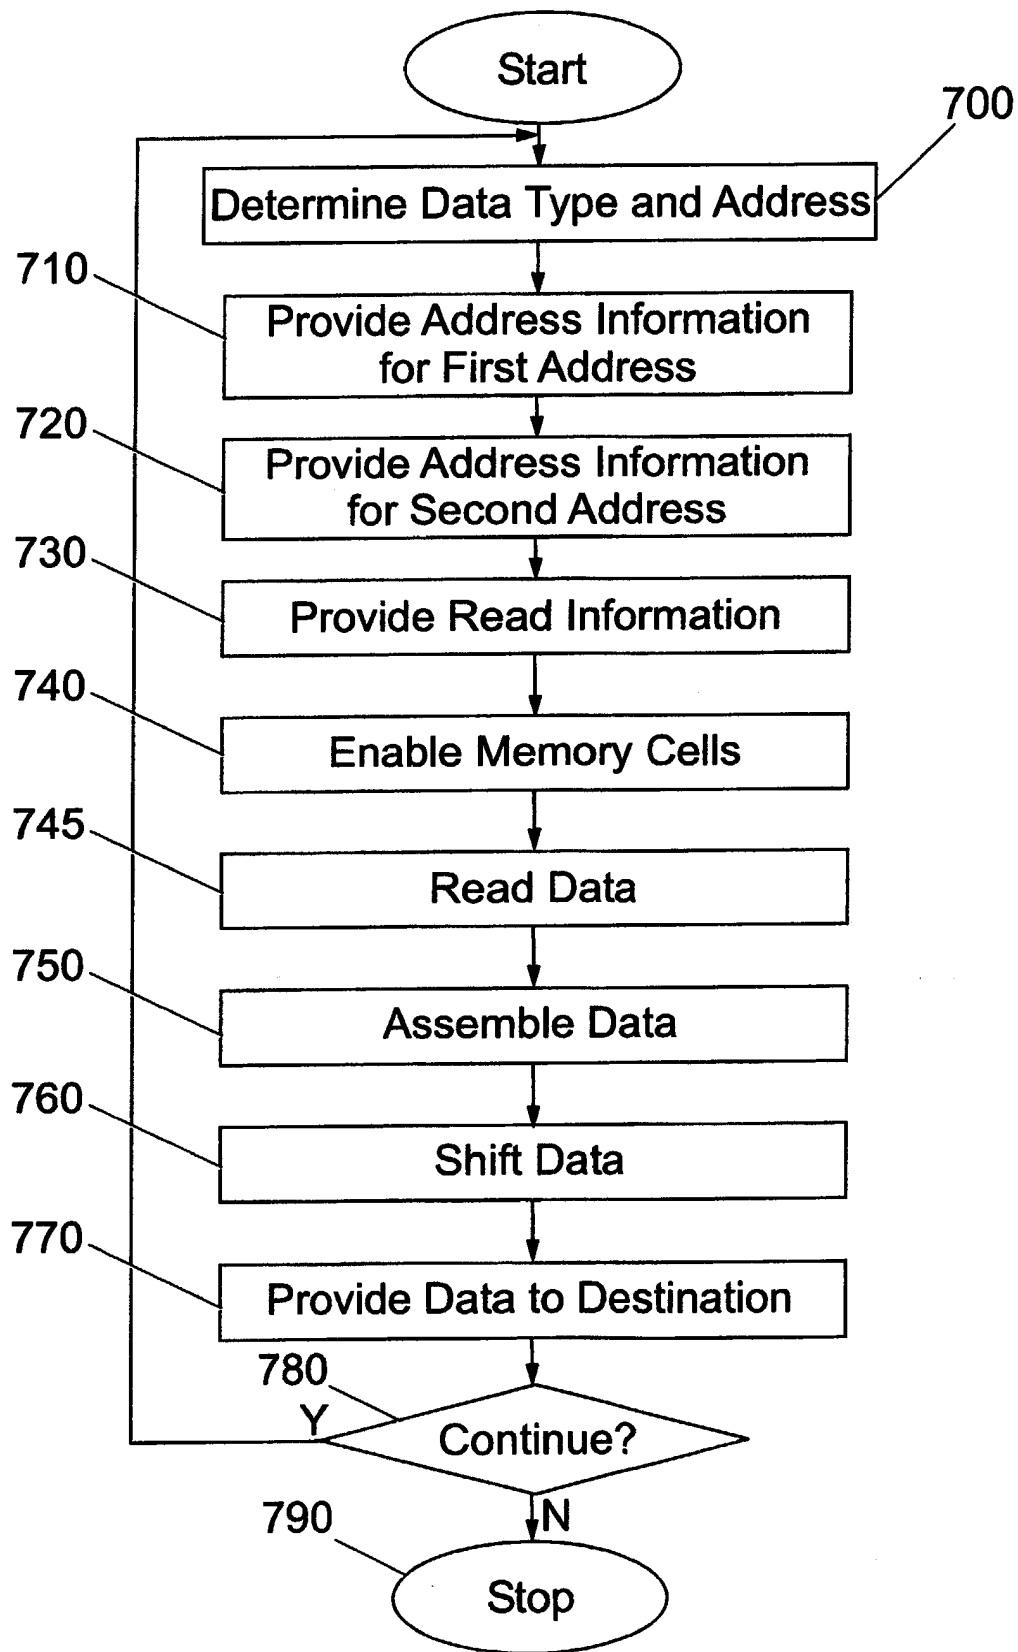 Start
700
Determine Data Type and Address
710
Provide Address Information
for First Address
720
Provide Address Information
for Second Address
730
Provide Read Information
740
Enable Memory Cells
745
Read Data
750
Assemble Data
760
Shift Data
770
Provide Data to Destination
780
Y
Continue?
N
790
Stop